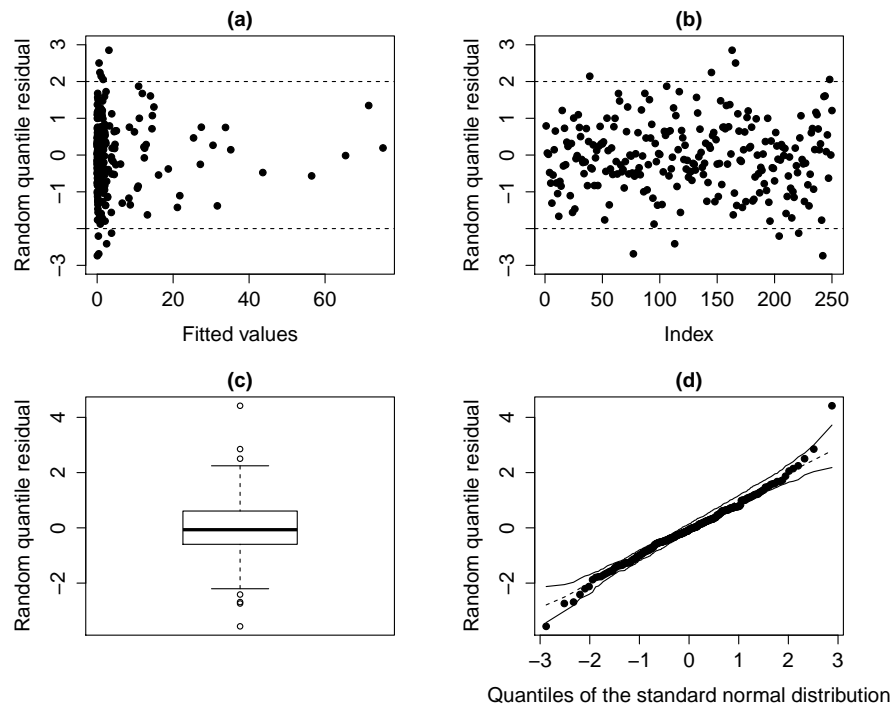 (a)
Random quantile residual
3
2
1
0
−1
−3
0 20 40 60
Fitted values
(b)
Random quantile residual
3
2
1
0
−1
−3
0 50 100 150 200 250
Index
(c)
Random quantile residual
4
2
0
−2
(d)
Random quantile residual
4
2
0
−2
−3 −2 −1 0 1 2 3
Quantiles of the standard normal distribution